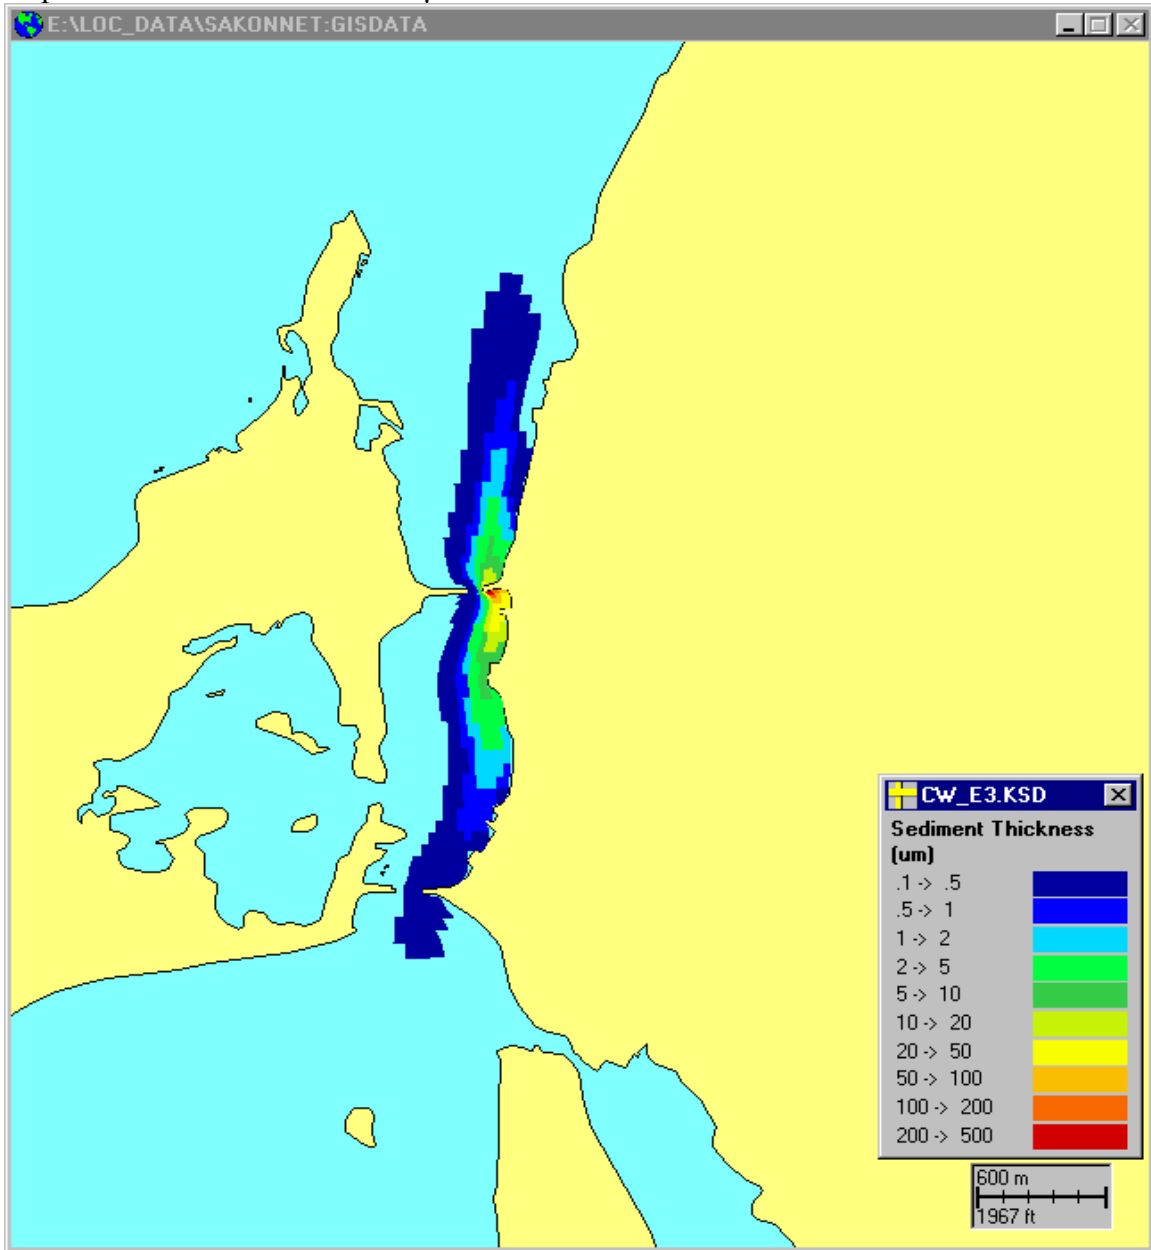 E:\LOC_DATA\SAKONNET:GISDATA
CW_E3.KSD
Sediment Thickness
(um)
.1 -> .5
.5 -> 1
1 -> 2
2 -> 5
5 -> 10
10 -> 20
20 -> 50
50 -> 100
100 -> 200
200 -> 500
600 m
1967 ft